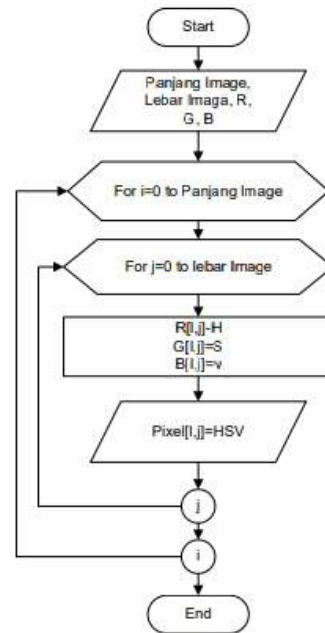 Start
Panjang Image,
Lebar Imaga, R,
G, B
For i=0 to Panjang Image
For j=0 to lebar Image
R[I,j]-H
G[I.j]=S
B[I.j]=v
Pixel[I,j]=HSV
j
i
End